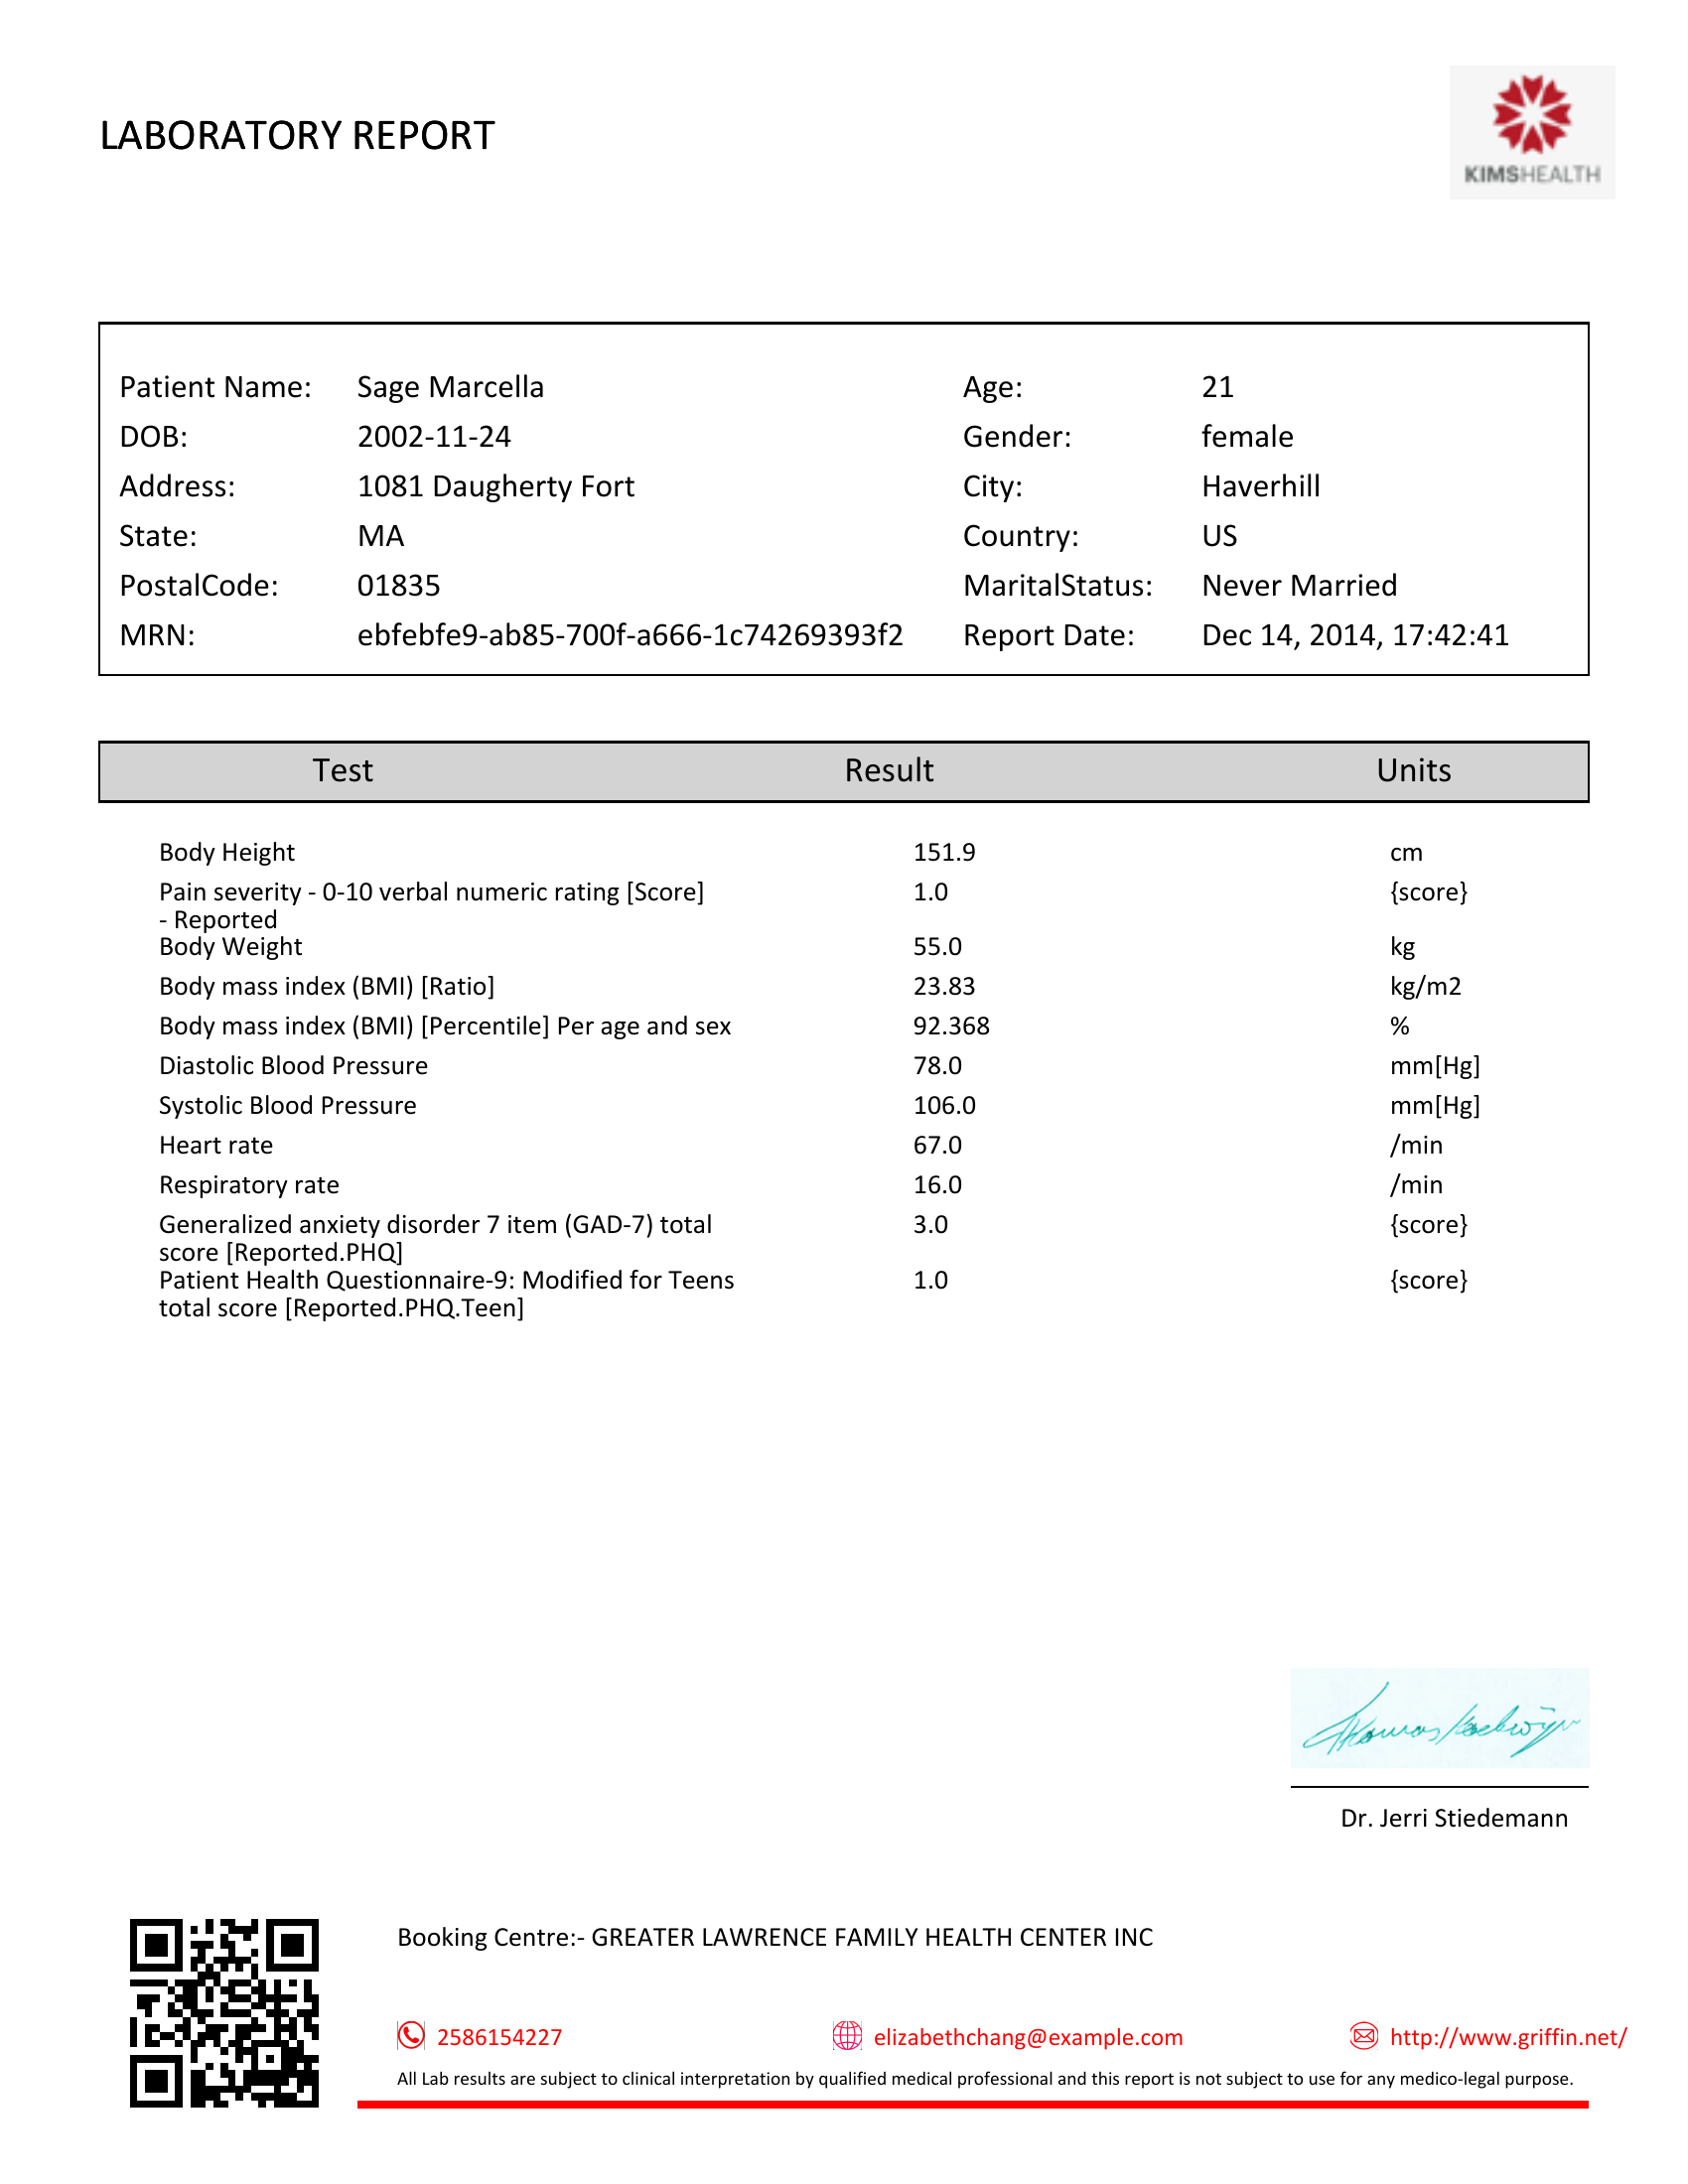 LABORATORY REPORT
KIMSHEALTH
Patient Name: Sage Marcella Age: 21
DOB: 2002-11-24 Gender: female
Address: 1081 Daugherty Fort City: Haverhill
State: MA Country: US
PostalCode: 01835 MaritalStatus: Never Married
MRN: ebfebfe9-ab85-700f-a666-1c74269393f2 Report Date: Dec 14, 2014, 17:42:41
Test Result Units
Body Height 151.9 cm
Pain severity - 0-10 verbal numeric rating [Score] 1.0 {score}
- Reported
Body Weight 55.0 kg
Body mass index (BMI) [Ratio] 23.83 kg/m2
Body mass index (BMI) [Percentile] Per age and sex 92.368 %
Diastolic Blood Pressure 78.0 mm[Hg]
Systolic Blood Pressure 106.0 mm[Hg]
Heart rate 67.0 /min
Respiratory rate 16.0 /min
Generalized anxiety disorder 7 item (GAD-7) total 3.0 {score}
score [Reported.PHQ]
Patient Health Questionnaire-9: Modified for Teens 1.0 {score}
total score [Reported.PHQ.Teen]
Dr. Jerri Stiedemann
Booking Centre:- GREATER LAWRENCE FAMILY HEALTH CENTER INC
2586154227 elizabethchang@example.com http://www.griffin.net/
All Lab results are subject to clinical interpretation by qualified medical professional and this report is not subject to use for any medico-legal purpose.